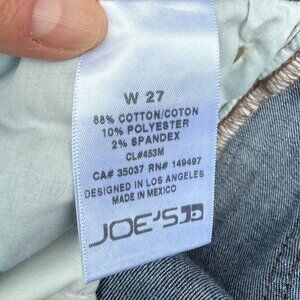 W 27
88% COTTON/COTON
10% POLYESTER
2% SPANDEX
CL#453M
CA# 35037 RN# 149497
DESIGNED IN LOS ANGELES
MADE IN MEXICO
JOE'S